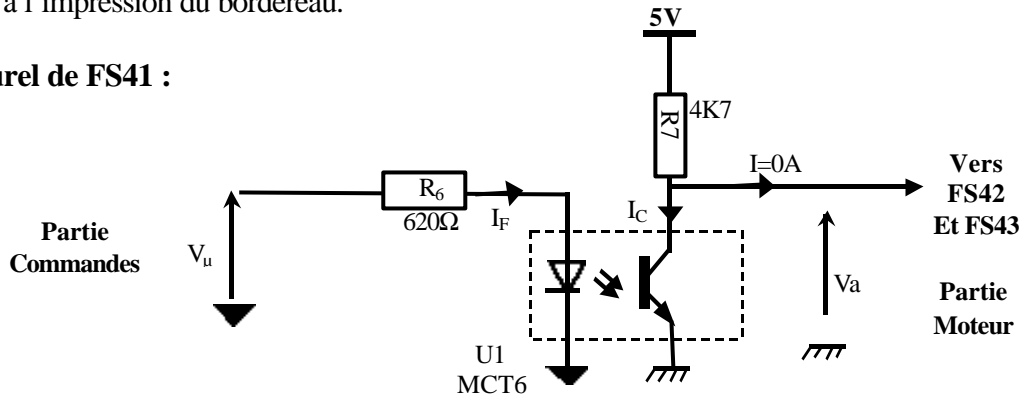 à l'impression du bordereau.
urel de FS41 :
5V
R7
4K7
I=0A
Vers
FS42
Et FS43
R6
620Ω
IF
IC
Partie
Commandes
Vµ
Va
Partie
Moteur
U1
MCT6